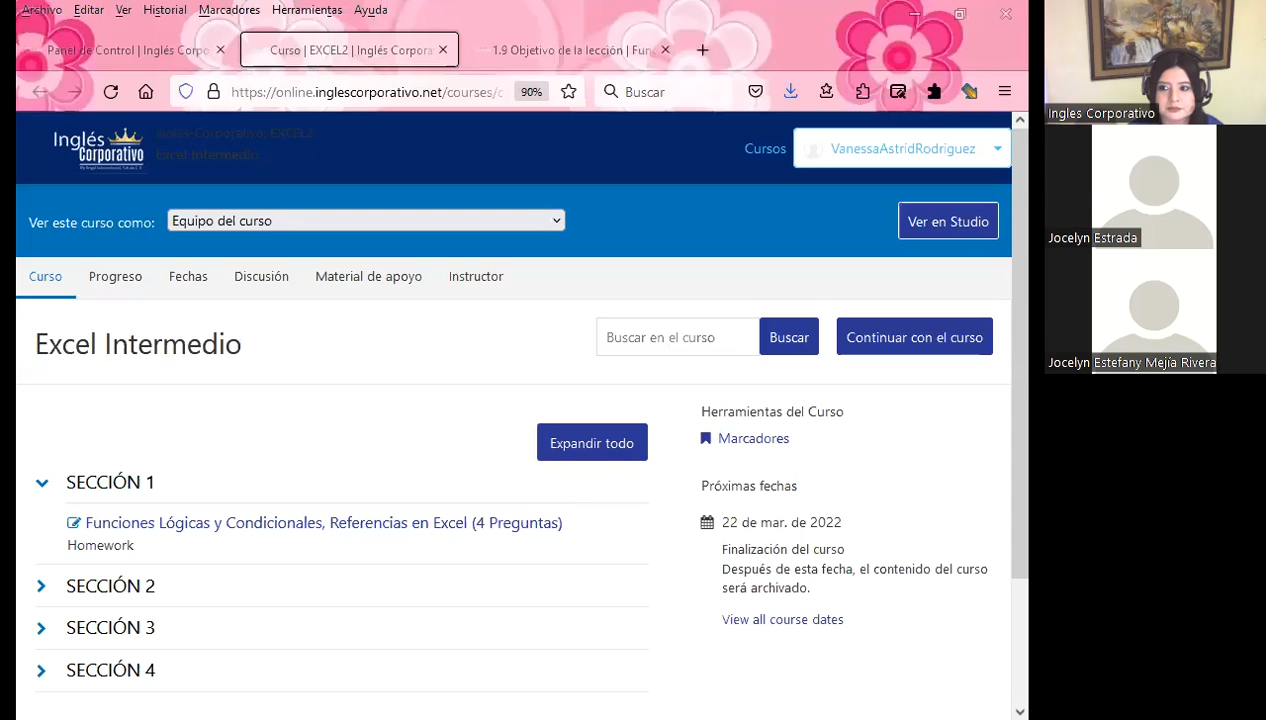 Archivo Editar Ver Historial Marcadores Herramientas Ayuda
Panel de Control | Inglés Corpo
Curso | EXCEL2 | Inglés Corpora
1.9 Objetivo de la lección | Fun
https://online.inglescorporativo.net/courses/c
90%
Buscar
Inglés
Corporativo
Ingles-Corporativo: EXCEL2
Excel Intermedio
Cursos
VanessaAstridRodriguez
Ver este curso como:
Equipo del curso
Ver en Studio
Curso Progreso Fechas Discusión Material de apoyo Instructor
Excel Intermedio
Buscar en el curso
Buscar
Continuar con el curso
Expandir todo
SECCIÓN 1
Funciones Lógicas y Condicionales, Referencias en Excel (4 Preguntas)
Homework
SECCIÓN 2
SECCIÓN 3
SECCIÓN 4
Herramientas del Curso
Marcadores
Próximas fechas
22 de mar. de 2022
Finalización del curso
Después de esta fecha, el contenido del curso
será archivado.
View all course dates
Ingles Corporativo
Jocelyn Estrada
Jocelyn Estefany Mejía Rivera